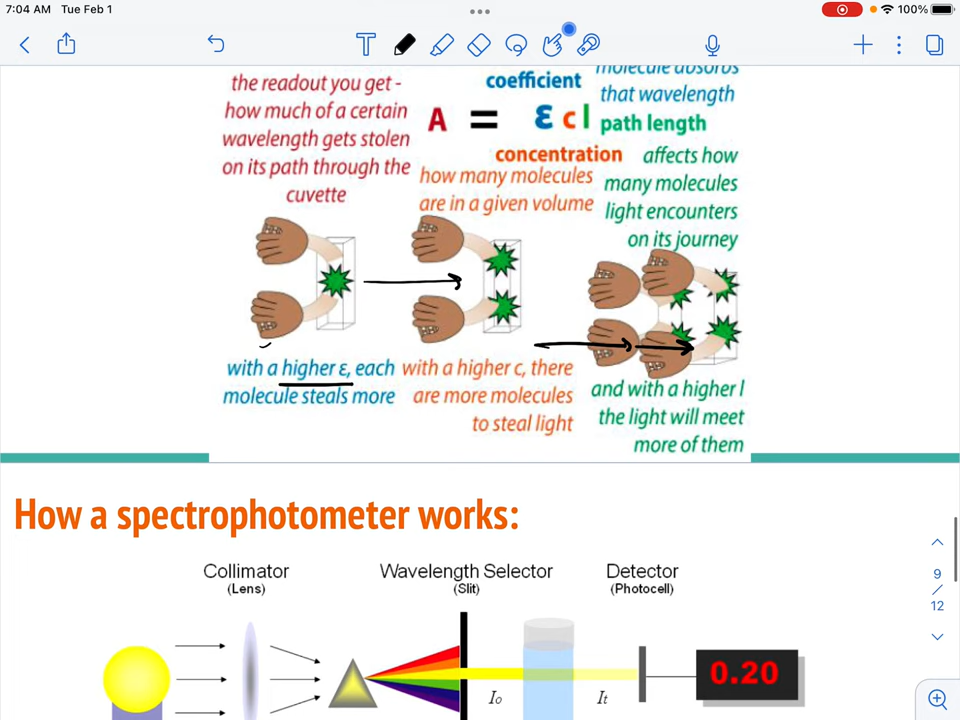 7:04 AM Tue Feb 1
100%
T
the readout you get -
how much of a certain
wavelength gets stolen
on its path through the
cuvette
coefficient
A = ε c l
concentration
how many molecules
are in a given volume
molecule absorbs
that wavelength
path length
affects how
many molecules
light encounters
on its journey
with a higher ε, each
molecule steals more
with a higher c, there
are more molecules
to steal light
and with a higher l
the light will meet
more of them
How a spectrophotometer works:
Collimator
(Lens)
Wavelength Selector
(Slit)
Detector
(Photocell)
Io
It
0.20
9
/
12